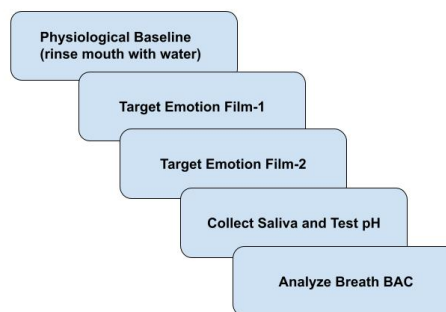 Physiological Baseline
(rinse mouth with water)
Target Emotion Film-1
Target Emotion Film-2
Collect Saliva and Test pH
Analyze Breath BAC